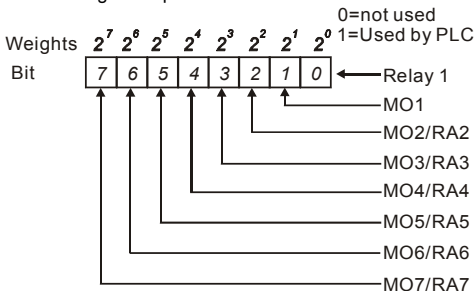 0=not used
1=Used by PLC
Weights 2⁷ 2⁶ 2⁵ 2⁴ 2³ 2² 2¹ 2⁰
Bit 7 6 5 4 3 2 1 0 Relay 1
MO1
MO2/RA2
MO3/RA3
MO4/RA4
MO5/RA5
MO6/RA6
MO7/RA7